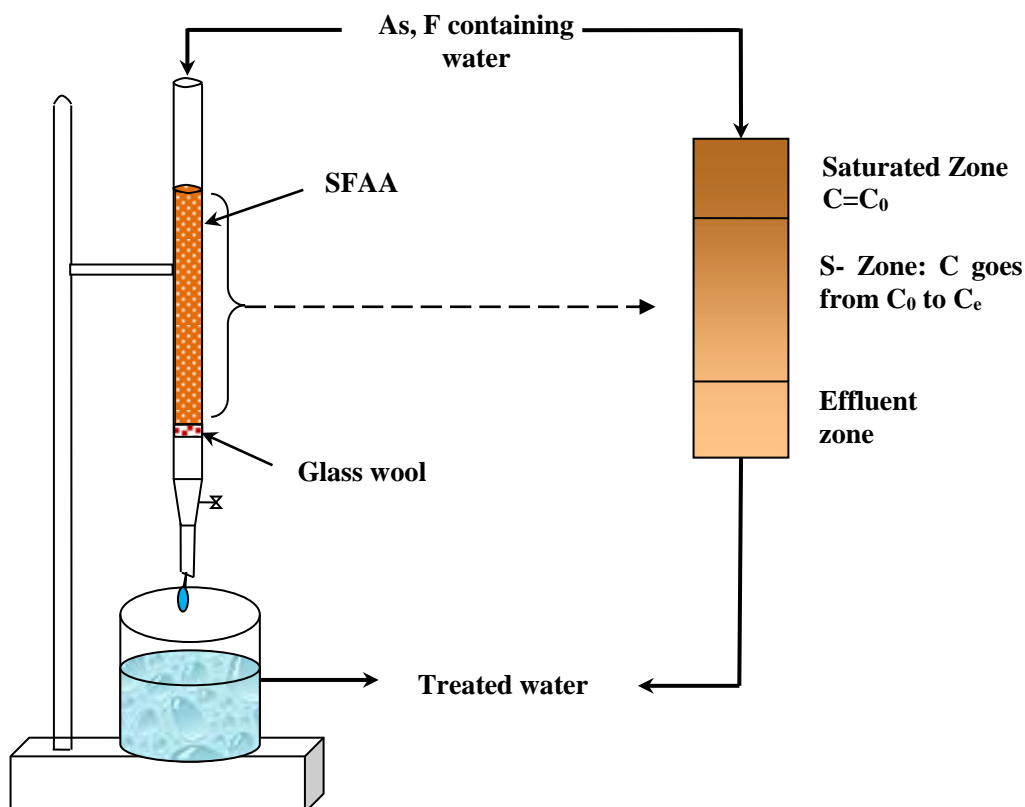 As, F containing
water
SFAA
Saturated Zone
C=C₀
S- Zone: C goes
from C₀ to Cₑ
Effluent
zone
Glass wool
Treated water